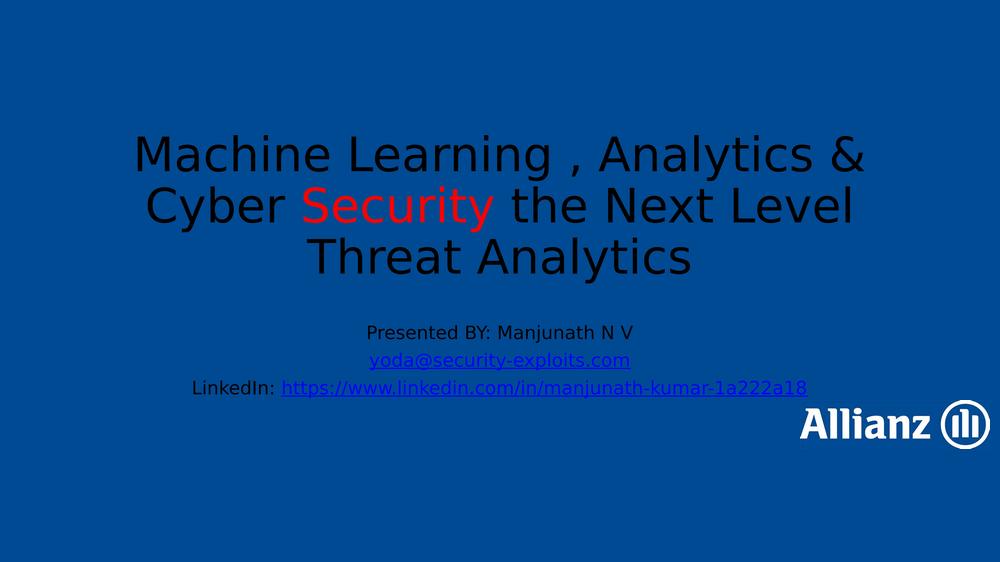 Machine Learning , Analytics &
Cyber Security the Next Level
Threat Analytics
Presented BY: Manjunath N V
yoda@security-exploits.com
LinkedIn: https://www.linkedin.com/in/manjunath-kumar-1a222a18
Allianz